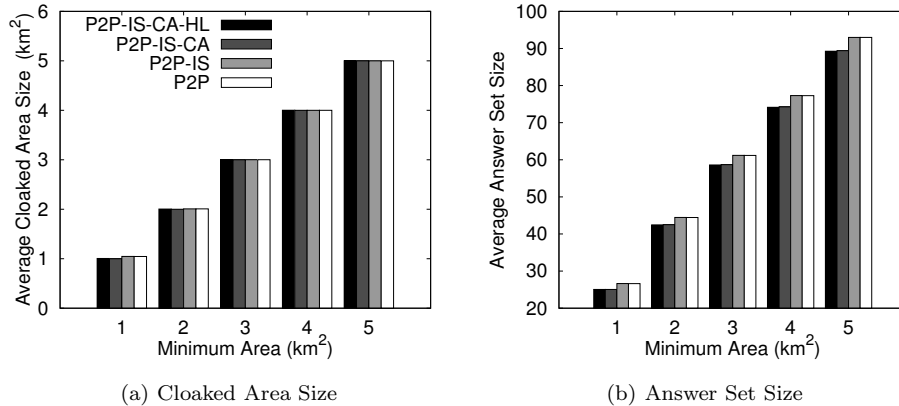 Average Cloaked Area Size (km²)
6
5
4
3
2
1
0
P2P-IS-CA-HL
P2P-IS-CA
P2P-IS
P2P
1 2 3 4 5
Minimum Area (km²)
(a) Cloaked Area Size
Average Answer Set Size
100
90
80
70
60
50
40
30
20
1 2 3 4 5
Minimum Area (km²)
(b) Answer Set Size